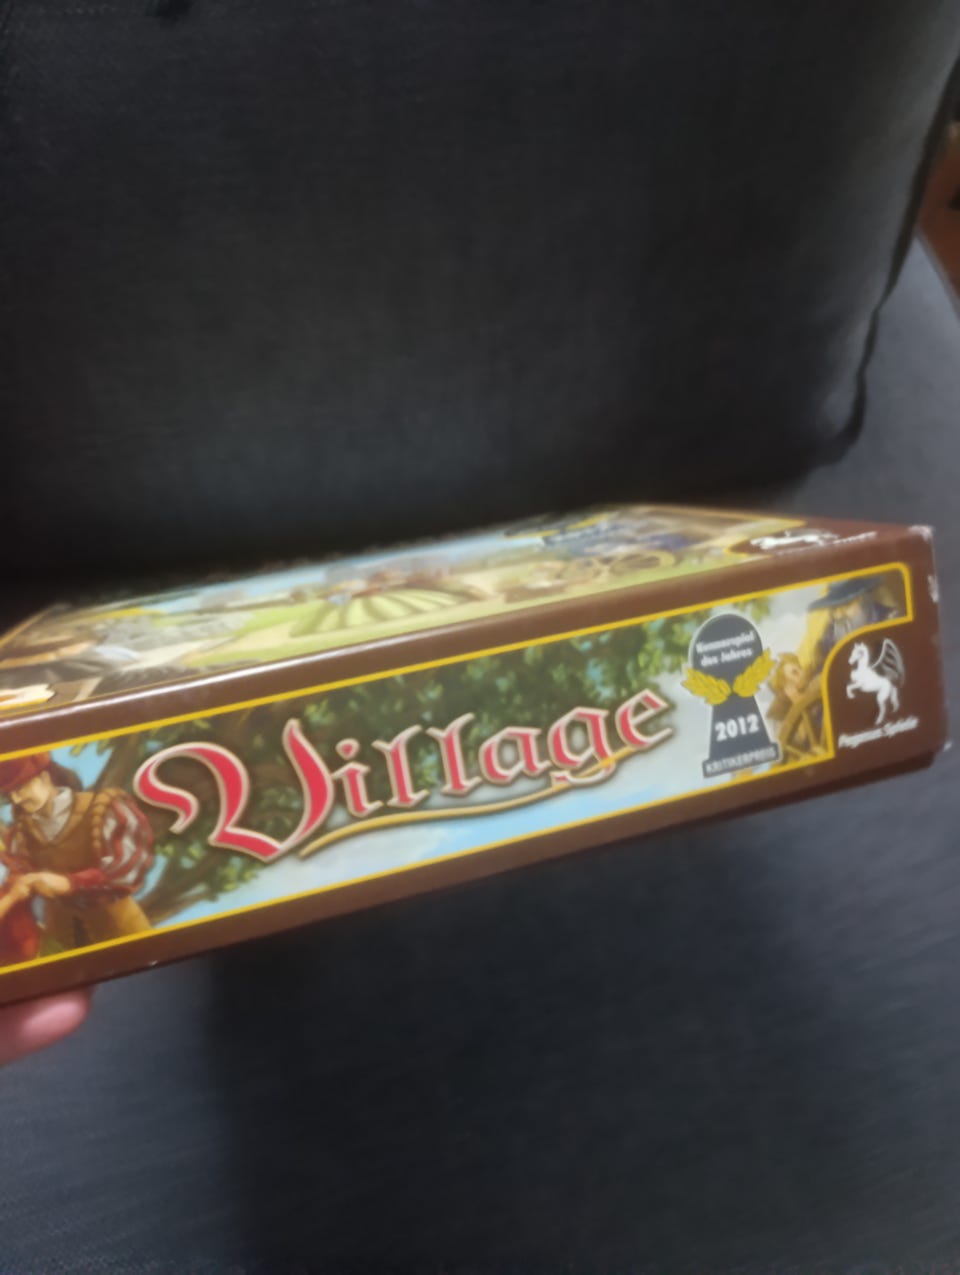 Village
Kennerspiel
des Jahres
2012
KRITIKERPREIS
Pegasus Spiele